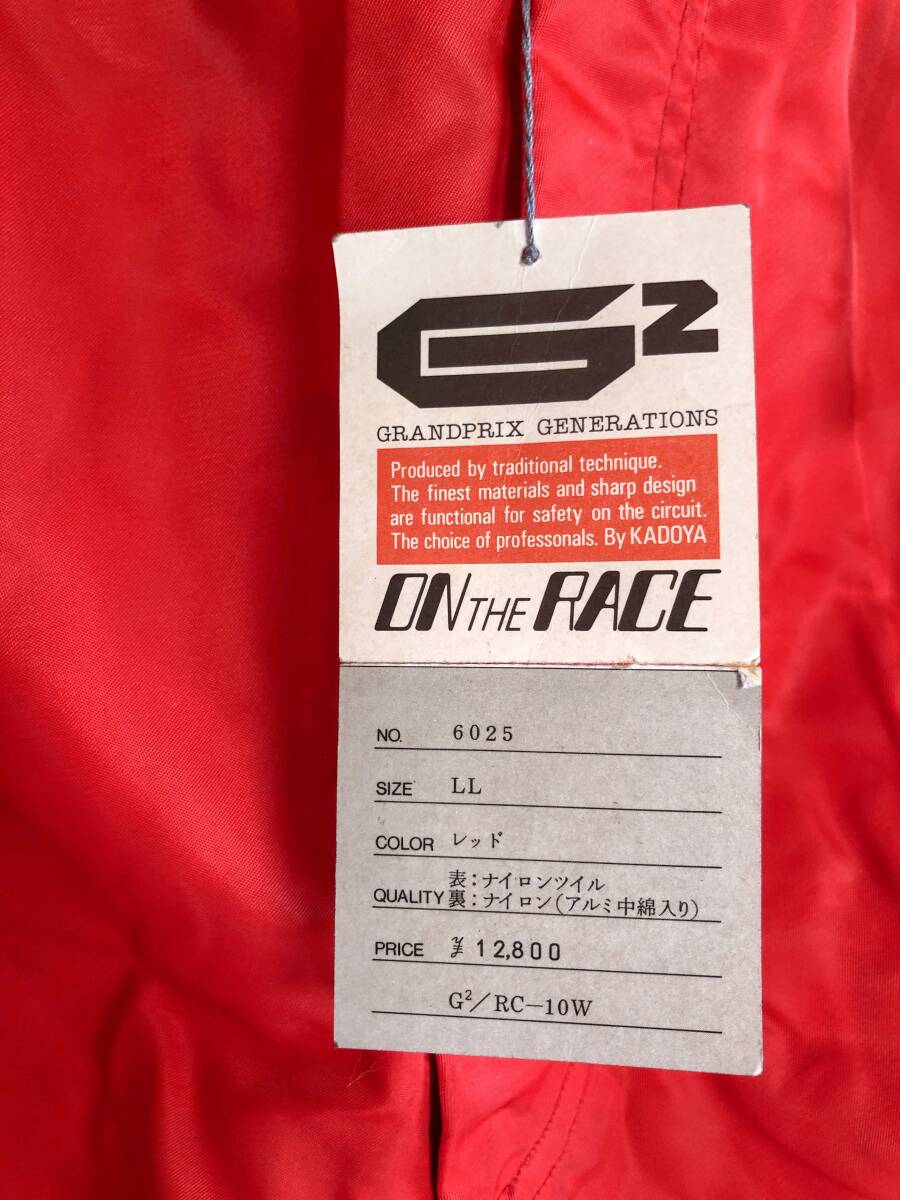 G²
GRANDPRIX GENERATIONS
Produced by traditional technique.
The finest materials and sharp design
are functional for safety on the circuit.
The choice of professonals. By KADOYA
ON THE RACE
NO. 6025
SIZE LL
COLOR レッド
QUALITY 表:ナイロンツイル
裏:ナイロン(アルミ中綿入り)
PRICE ¥12,800
G²/RC-10W